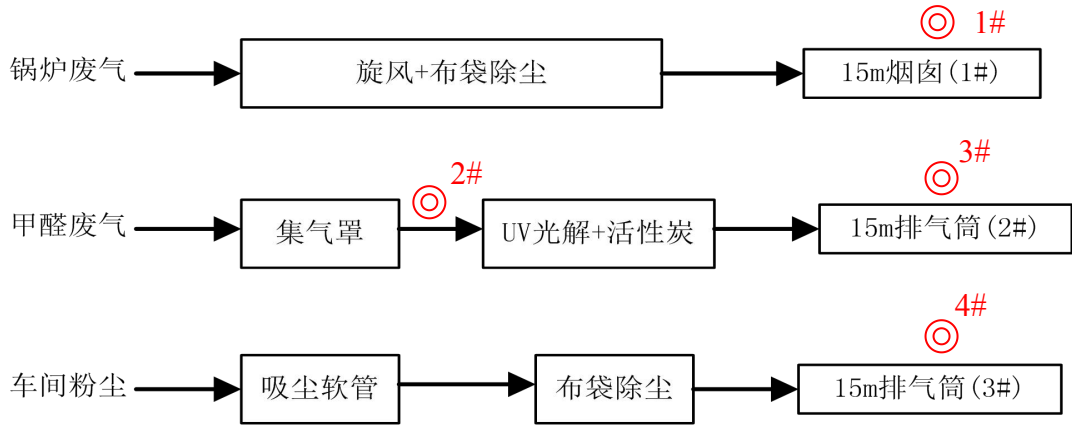 1#
锅炉废气 旋风+布袋除尘 15m烟囱(1#)
2# 3#
甲醛废气 集气罩 UV光解+活性炭 15m排气筒(2#)
4#
车间粉尘 吸尘软管 布袋除尘 15m排气筒(3#)